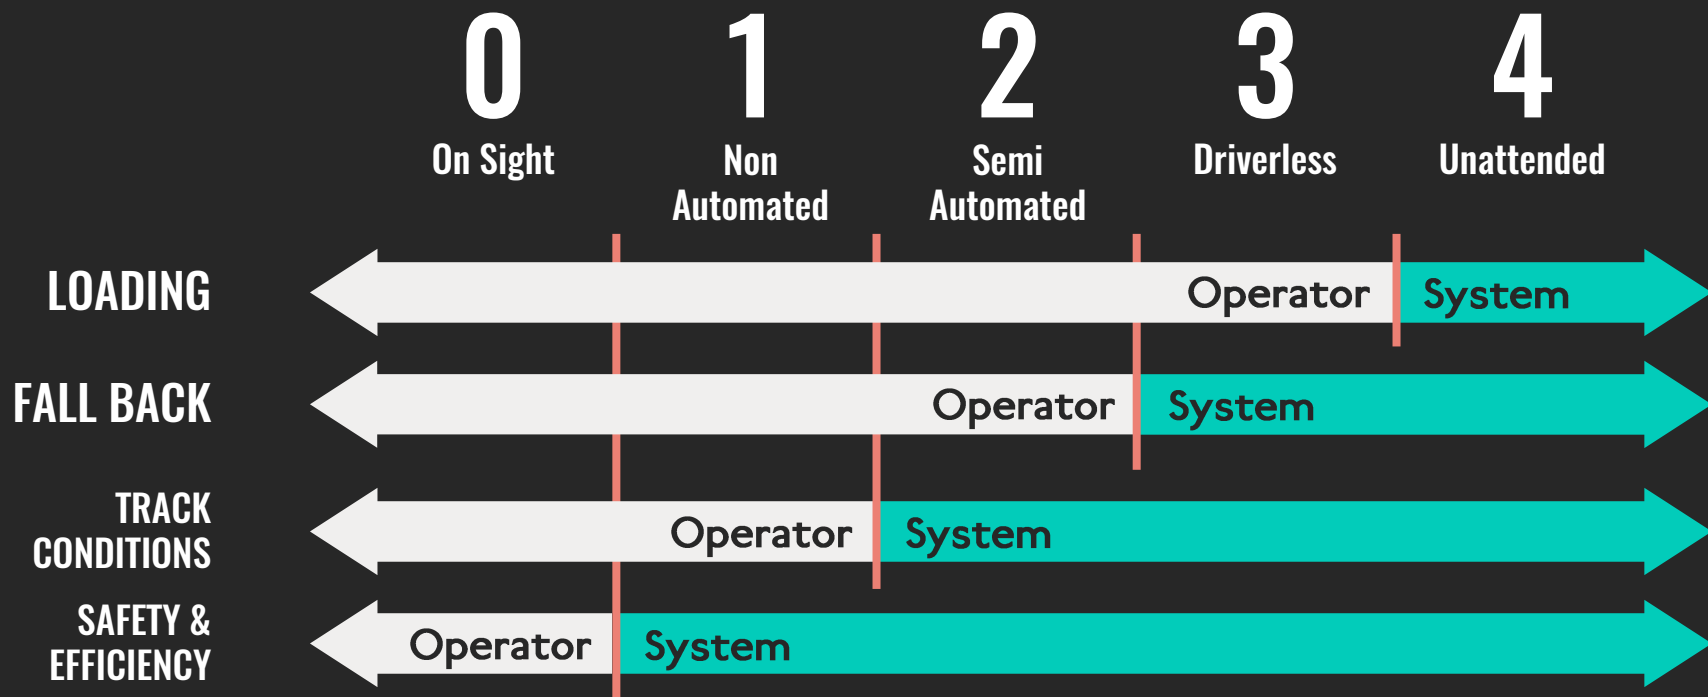 0
1
2
3
4
On Sight
Non
Automated
Semi
Automated
Driverless
Unattended
LOADING
Operator
System
FALL BACK
Operator
System
TRACK
CONDITIONS
Operator
System
SAFETY &
EFFICIENCY
Operator
System